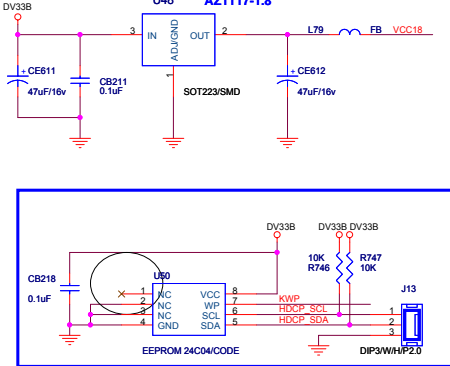 DV33B
U48 AZ1117-1.8
3 IN OUT 2
ADJ/GND
1
L79 FB VCC18
+ CE611
47uF/16v
CB211
0.1uF
SOT223/SMD
+ CE612
47uF/16v
DV33B
DV33B DV33B
10K
R746
R747
10K
CB218
0.1uF
U50
1 NC VCC 8
2 NC WP 7 KWP
3 NC SCL 6 HDCP_SCL
4 GND SDA 5 HDCP_SDA
J13
1
2
3
EEPROM 24C04/CODE
DIP3/W/H/P2.0